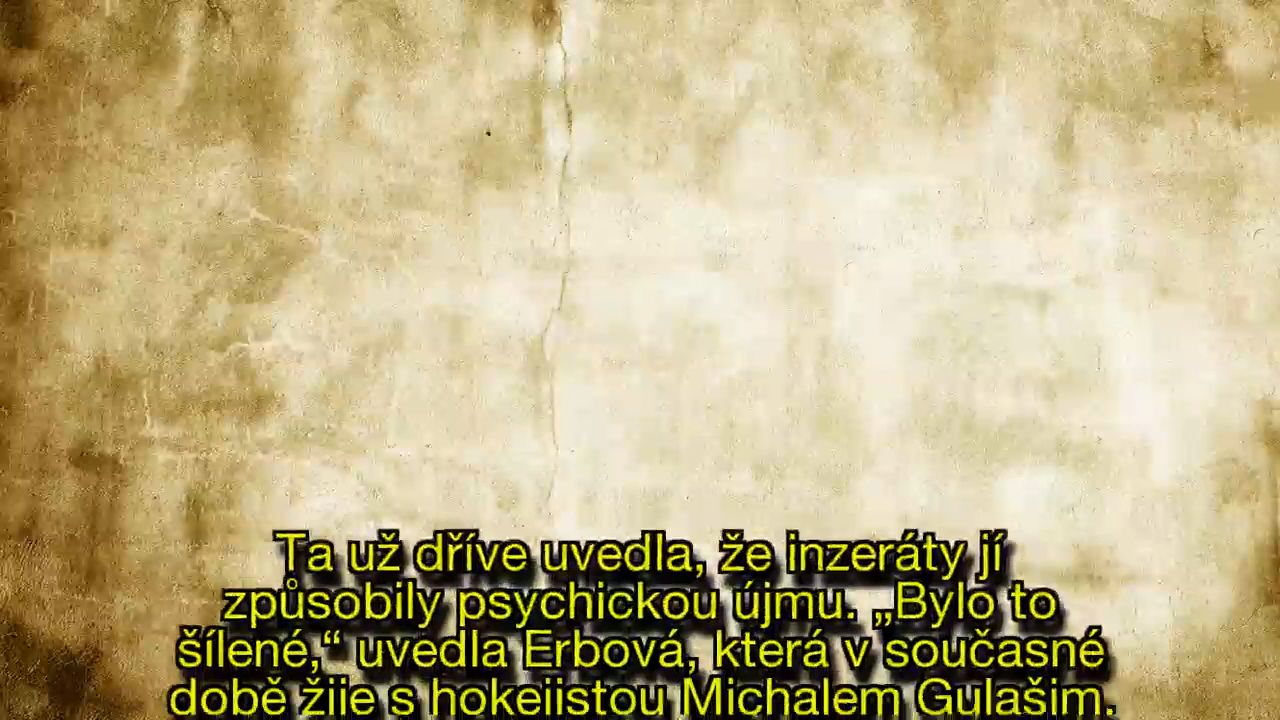 Ta už dříve uvedla, že inzeráty jí
způsobily psychickou újmu. „Bylo to
šílené,“ uvedla Erbová, která v současné
době žije s hokejistou Michalem Gulašim.